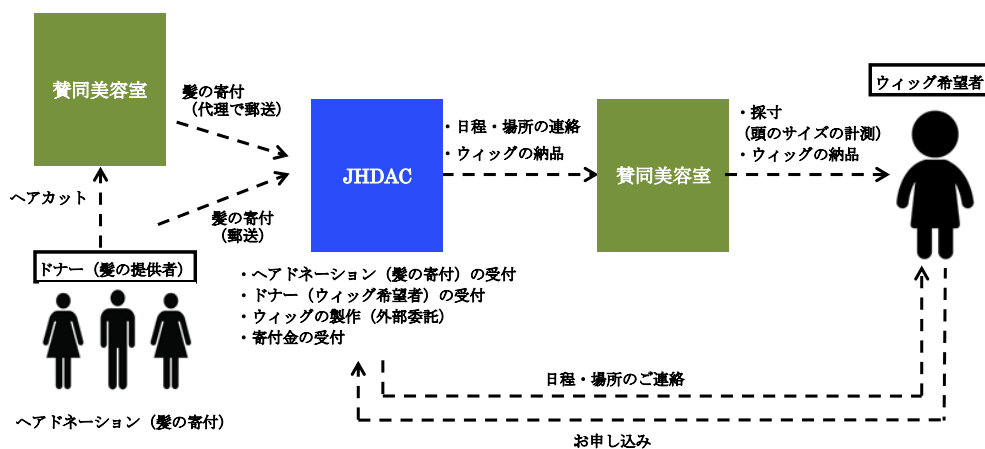 賛同美容室
髪の寄付
（代理で郵送）
ヘアカット
髪の寄付
（郵送）
ドナー（髪の提供者）
ヘアドネーション（髪の寄付）
JHDAC
・ヘアドネーション（髪の寄付）の受付
・ドナー（ウィッグ希望者）の受付
・ウィッグの製作（外部委託）
・寄付金の受付
・日程・場所の連絡
・ウィッグの納品
賛同美容室
・採寸
（頭のサイズの計測）
・ウィッグの納品
ウィッグ希望者
日程・場所のご連絡
お申し込み